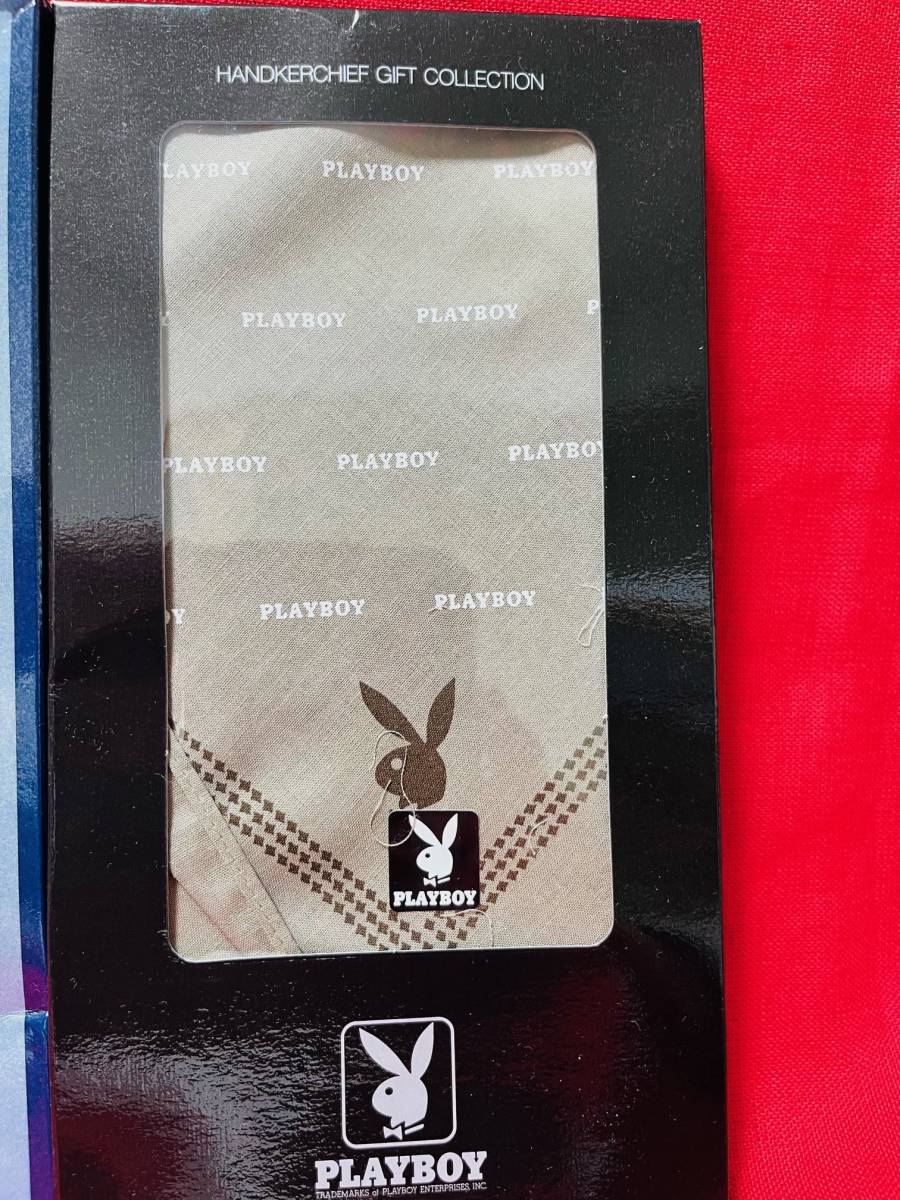 HANDKERCHIEF GIFT COLLECTION
LAYBOY PLAYBOY PLAYBOY
Y PLAYBOY PLAYBOY P
PLAYBOY PLAYBOY PLAYBOY
Y PLAYBOY PLAYBOY
PLAYBOY
PLAYBOY
TRADEMARKS of PLAYBOY ENTERPRISES, INC